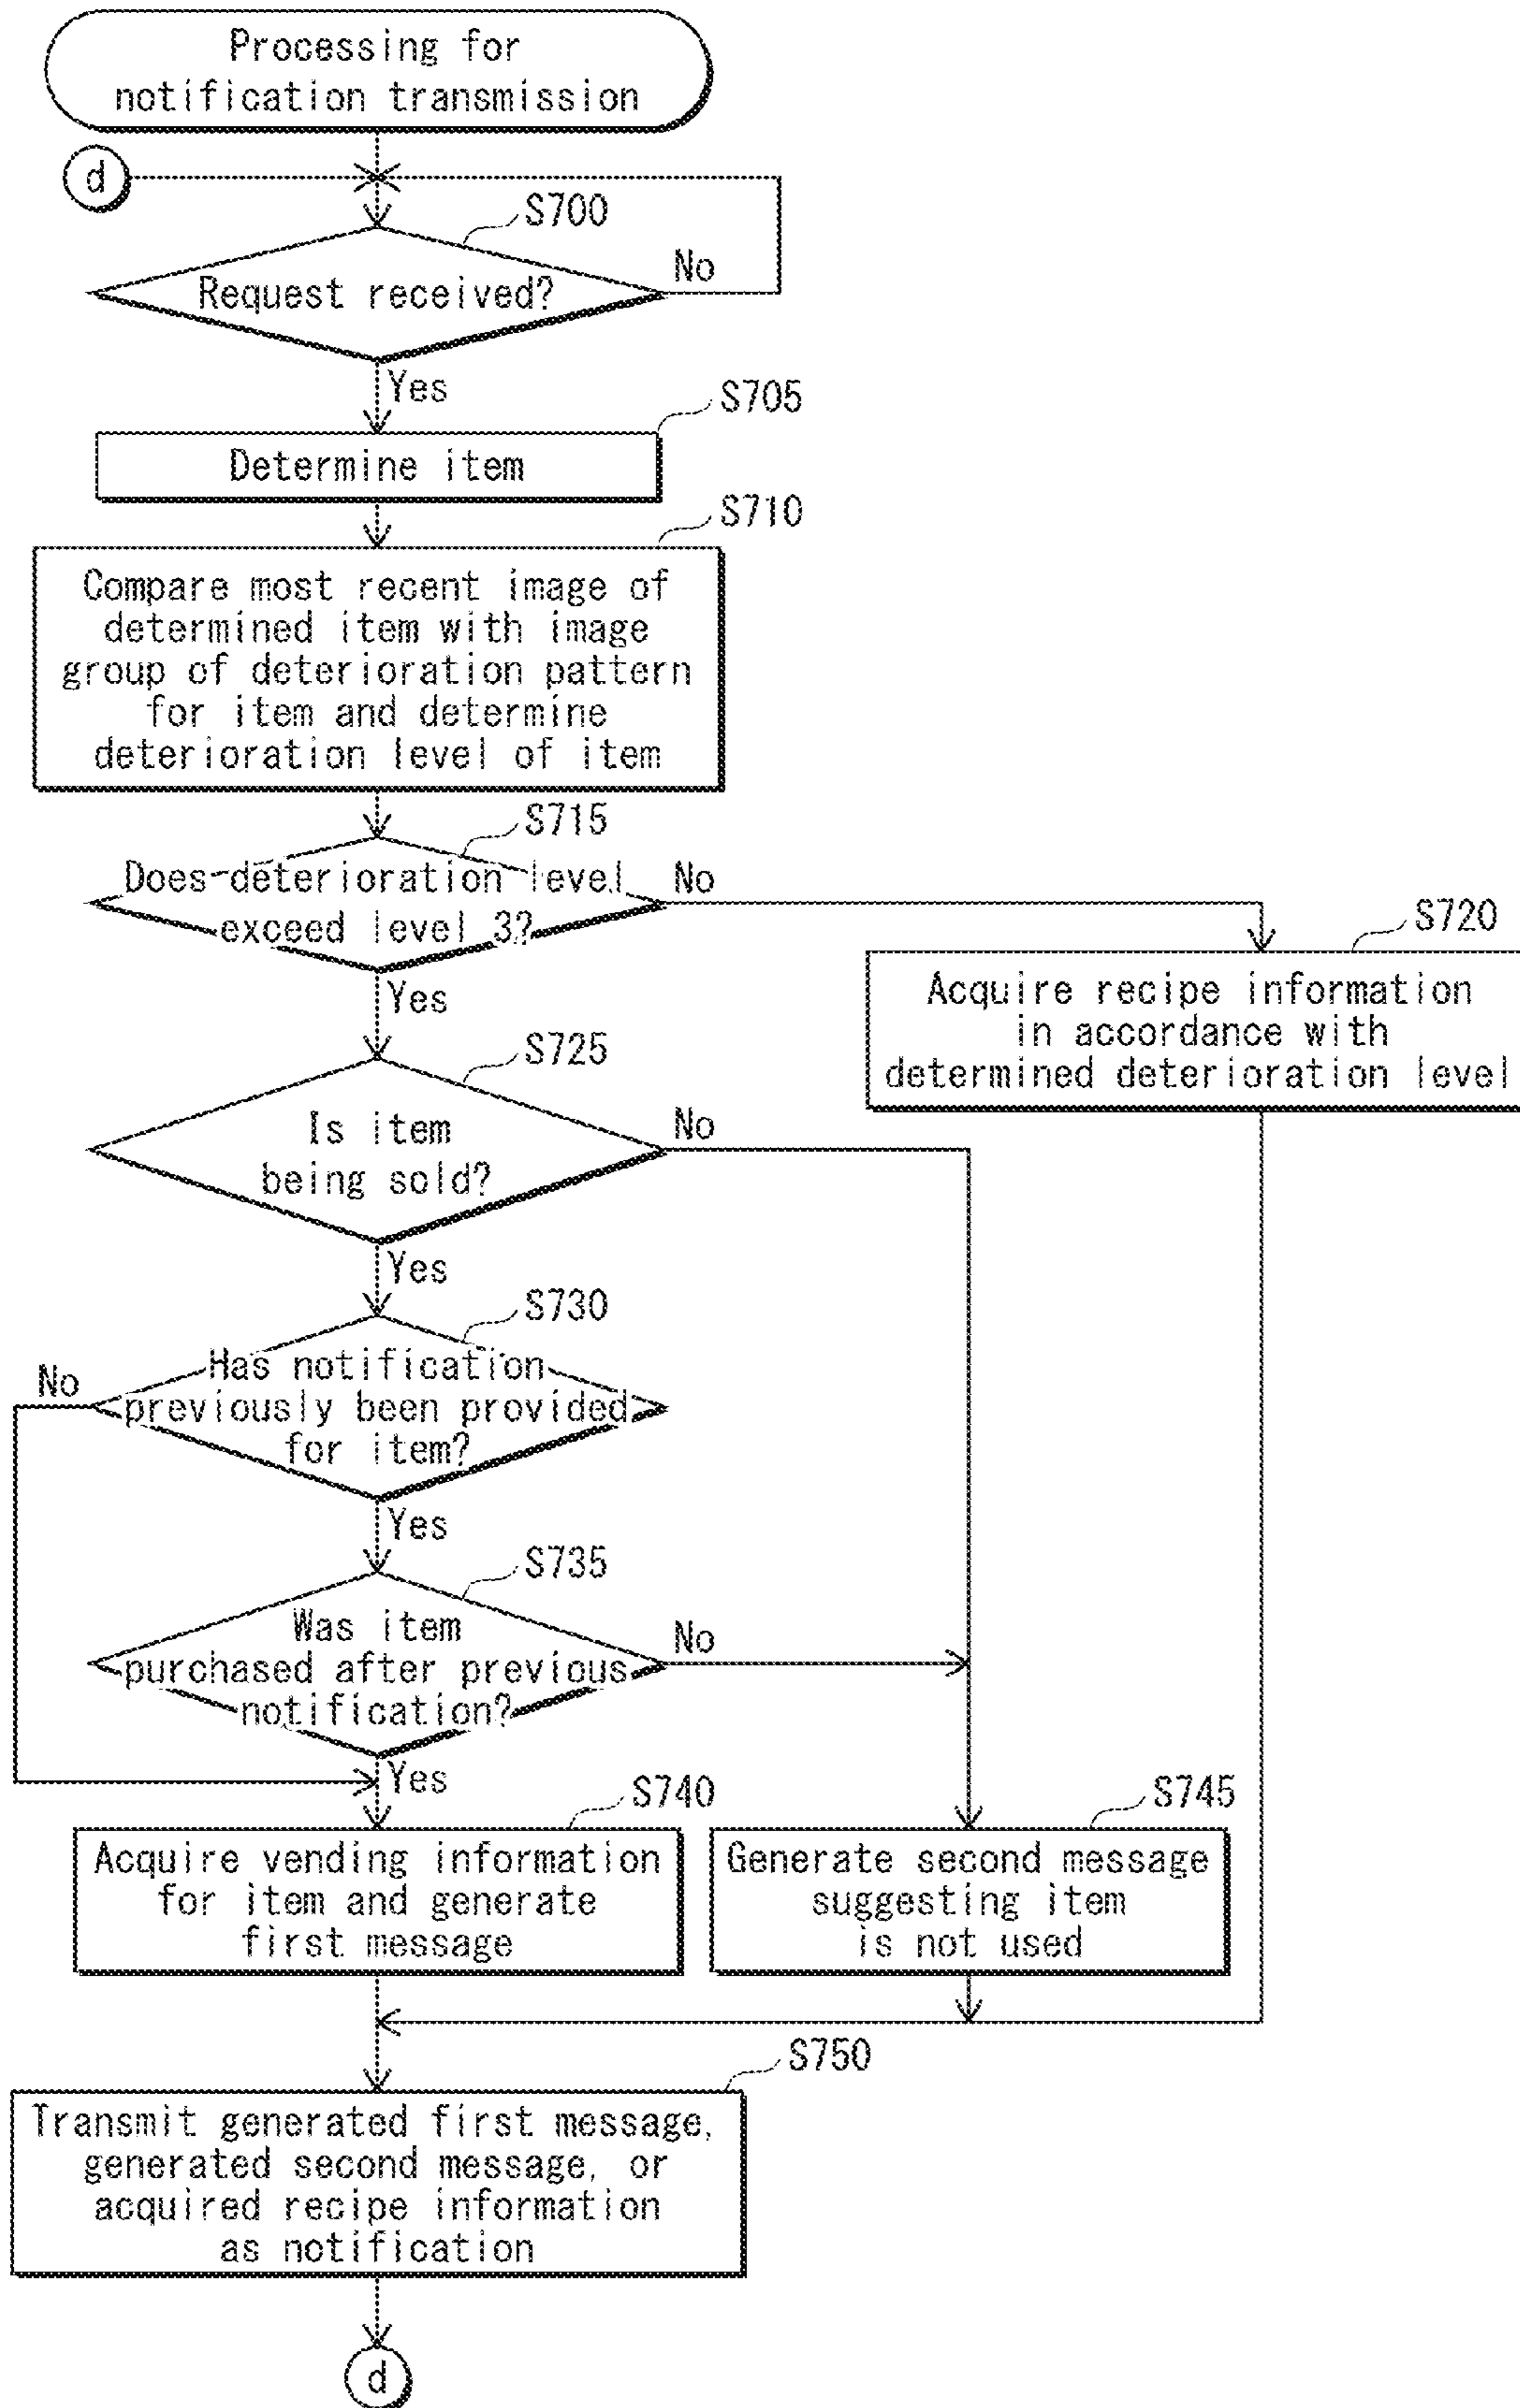 Processing for
notification transmission
d
S700
Request received?
No
Yes
S705
Determine item
S710
Compare most recent image of
determined item with image
group of deterioration pattern
for item and determine
deterioration level of item
S715
Does deterioration level
exceed level 3?
No
Yes
S720
Acquire recipe information
in accordance with
determined deterioration level
S725
Is item
being sold?
No
Yes
S730
Has notification
previously been provided
for item?
No
Yes
S735
Was item
purchased after previous
notification?
No
Yes
S740
Acquire vending information
for item and generate
first message
S745
Generate second message
suggesting item
is not used
S750
Transmit generated first message,
generated second message, or
acquired recipe information
as notification
d